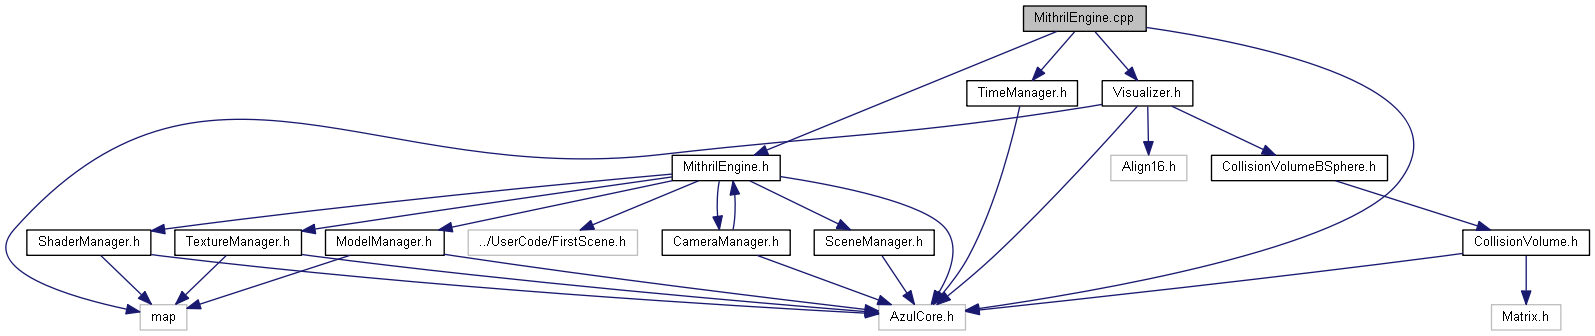 MithrilEngine.cpp
TimeManager.h
Visualizer.h
MithrilEngine.h
Align16.h
CollisionVolumeBSphere.h
ShaderManager.h
TextureManager.h
ModelManager.h
../UserCode/FirstScene.h
CameraManager.h
SceneManager.h
CollisionVolume.h
map
AzulCore.h
Matrix.h